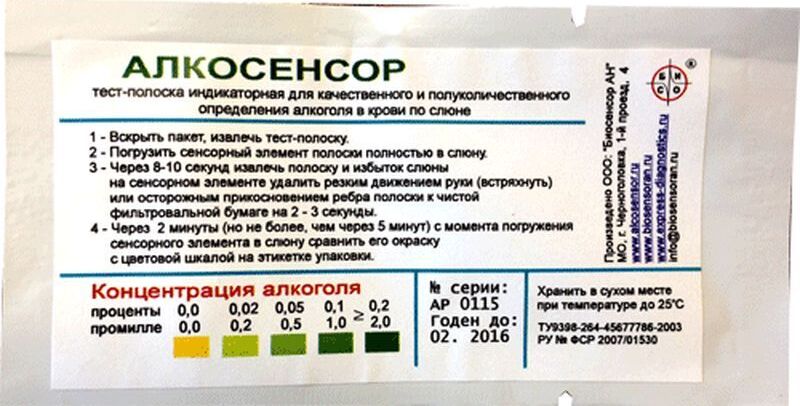 АЛКОСЕНСОР
тест-полоска индикаторная для качественного и полуколичественного
определения алкоголя в крови по слюне
1 - Вскрыть пакет, извлечь тест-полоску.
2 - Погрузить сенсорный элемент полоски полностью в слюну.
3 - Через 8-10 секунд извлечь полоску и избыток слюны
на сенсорном элементе удалить резким движением руки (встряхнуть)
или осторожным прикосновением ребра полоски к чистой
фильтровальной бумаге на 2 - 3 секунды.
4 - Через 2 минуты (но не более, чем через 5 минут) с момента погружения
сенсорного элемента в слюну сравнить его окраску
с цветовой шкалой на этикетке упаковки.
Концентрация алкоголя
проценты 0,0 0,02 0,05 0,1 ≥ 0,2
промилле 0,0 0,2 0,5 1,0 2,0
№ серии:
АР 0115
Годен до:
02. 2016
Хранить в сухом месте
при температуре до 25°С
ТУ9398-264-45677786-2003
РУ № ФСР 2007/01530
Произведено ООО: "Биосенсор АН"
МО, г. Черноголовка, 1-й проезд, 4
www.alcosensor.ru
www.biosensoran.ru
www.express-diagnostics.ru
info@biosensoran.ru
Б И
С О
®